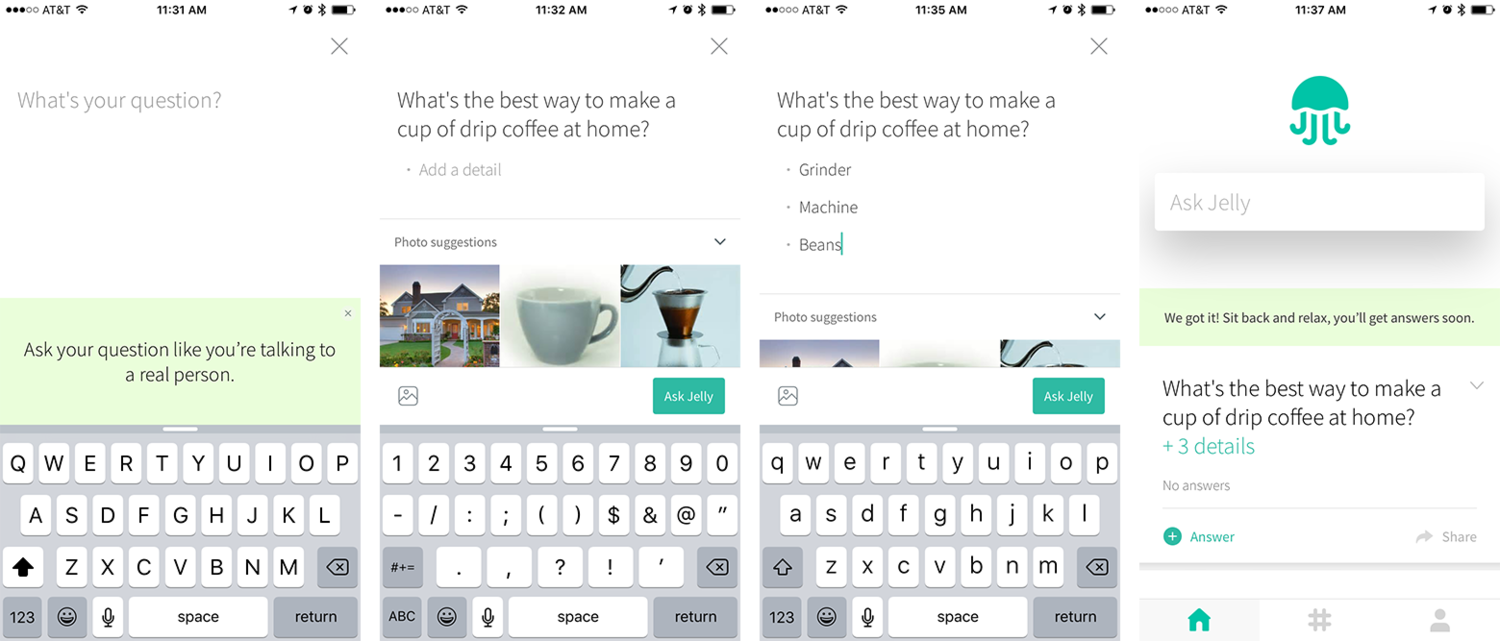 AT&T 11:31 AM
What's your question?
Ask your question like you're talking to
a real person.
Q W E R T Y U I O P
A S D F G H J K L
Z X C V B N M
123 space return
AT&T 11:32 AM
What's the best way to make a
cup of drip coffee at home?
· Add a detail
Photo suggestions
Ask Jelly
1 2 3 4 5 6 7 8 9 0
- / : ; ( ) $ & @ "
#+= . , ? ! '
ABC space return
AT&T 11:35 AM
What's the best way to make a
cup of drip coffee at home?
· Grinder
· Machine
· Beans
Photo suggestions
Ask Jelly
q w e r t y u i o p
a s d f g h j k l
z x c v b n m
123 space return
AT&T 11:37 AM
Ask Jelly
We got it! Sit back and relax, you'll get answers soon.
What's the best way to make a
cup of drip coffee at home?
+ 3 details
No answers
Answer Share
#